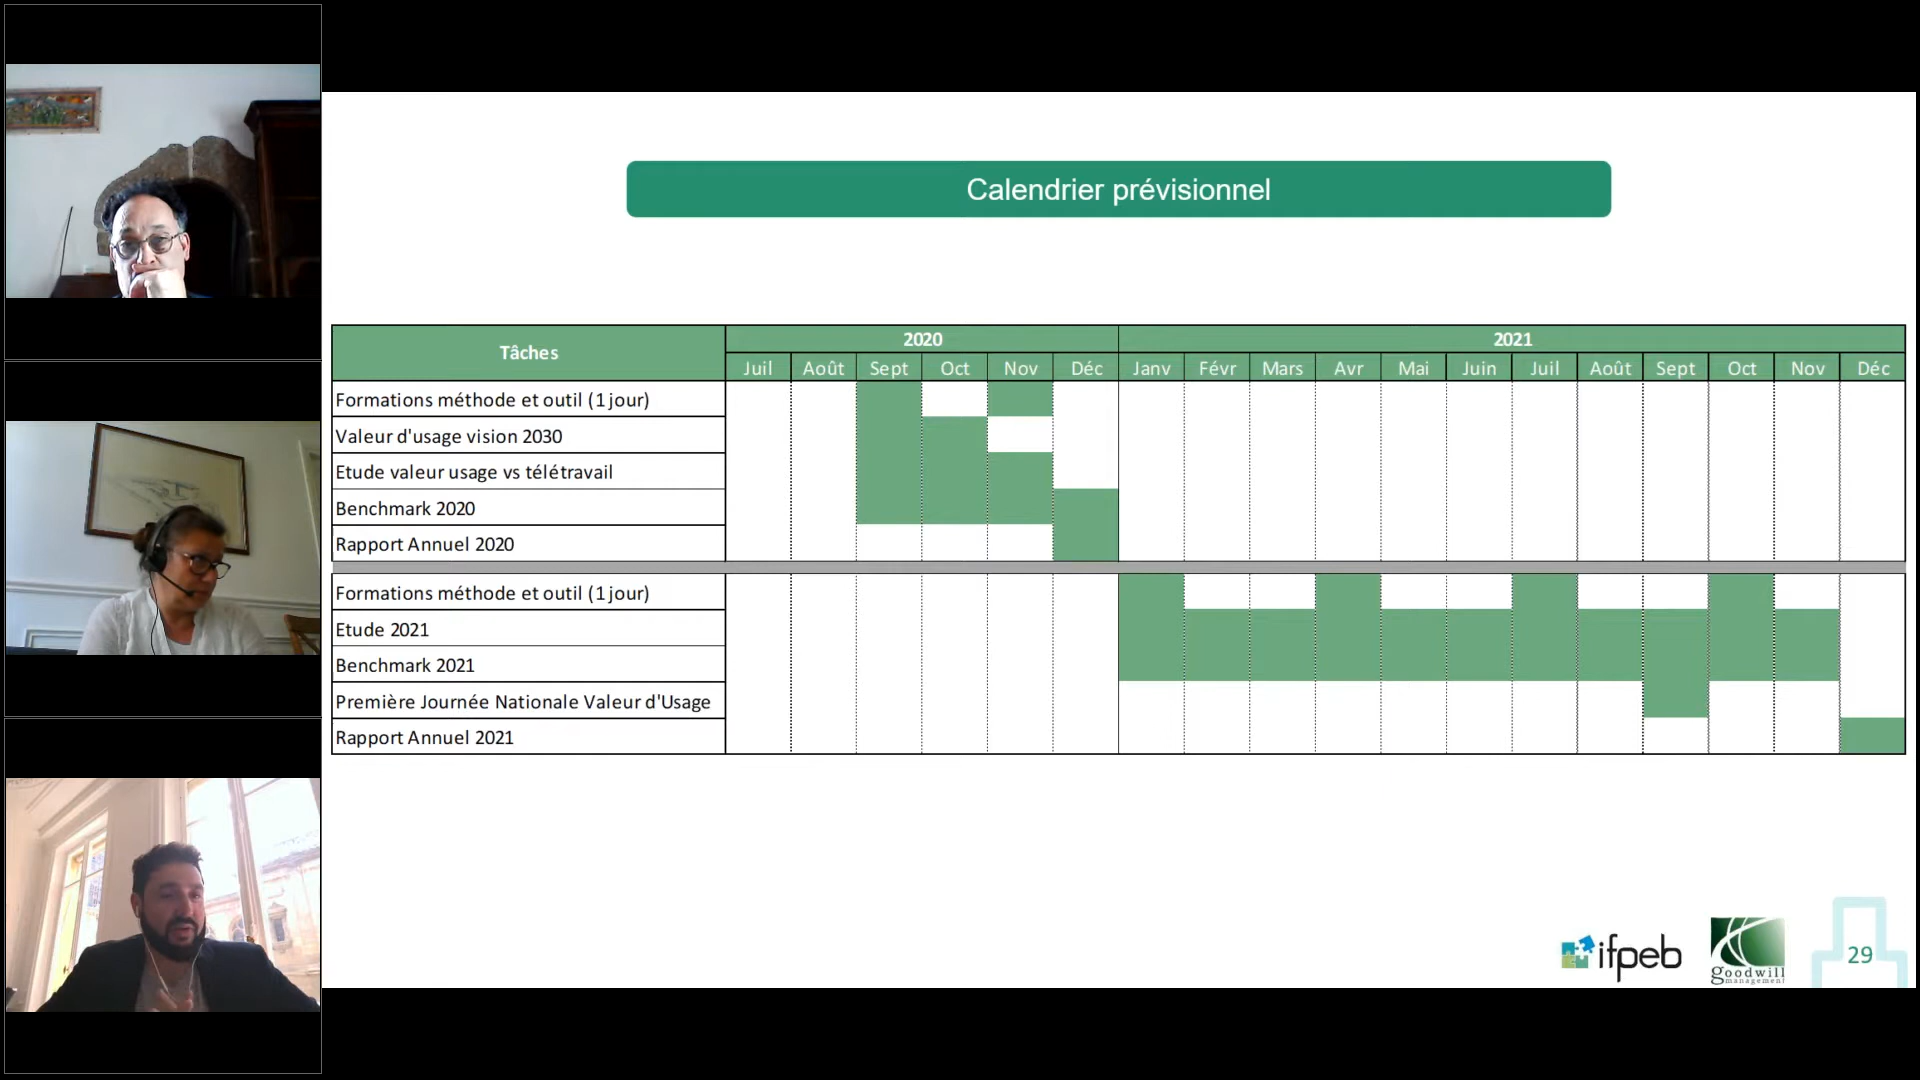 Calendrier prévisionnel
Tâches
2020
2021
Juil Août Sept Oct Nov Déc Janv Févr Mars Avr Mai Juin Juil Août Sept Oct Nov Déc
Formations méthode et outil (1 jour)
Valeur d'usage vision 2030
Etude valeur usage vs télétravail
Benchmark 2020
Rapport Annuel 2020
Formations méthode et outil (1 jour)
Etude 2021
Benchmark 2021
Première Journée Nationale Valeur d'Usage
Rapport Annuel 2021
ifpeb
goodwill
management
29